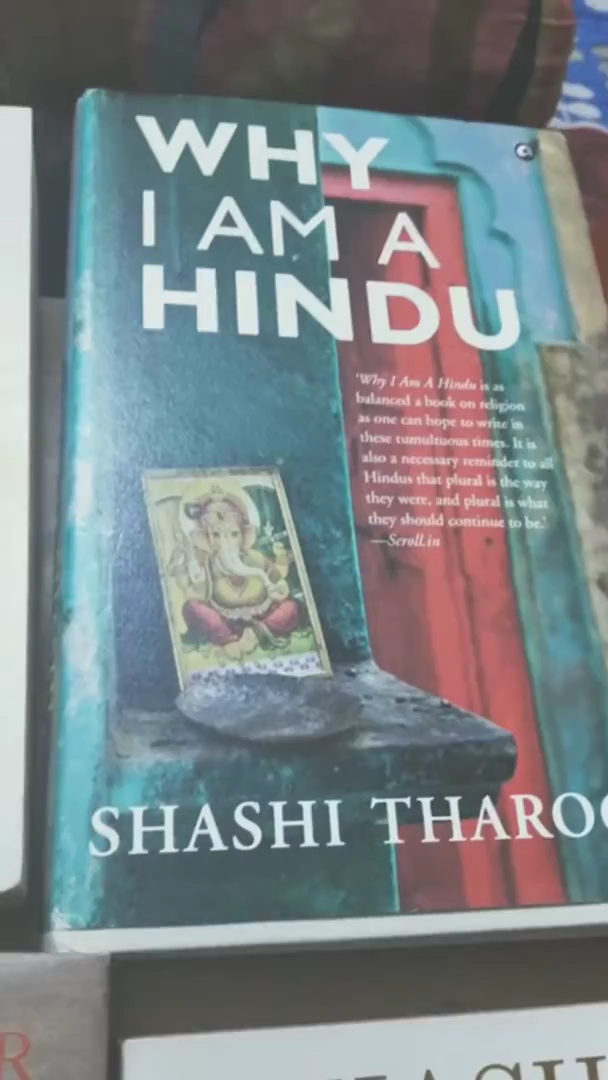 WHY
I AM A
HINDU
'Why I Am A Hindu is as
balanced a book on religion
as one can hope to write in
these tumultuous times. It is
also a necessary reminder to all
Hindus that plural is the way
they were, and plural is what
they should continue to be.'
—Scroll.in
SHASHI THAROO
R